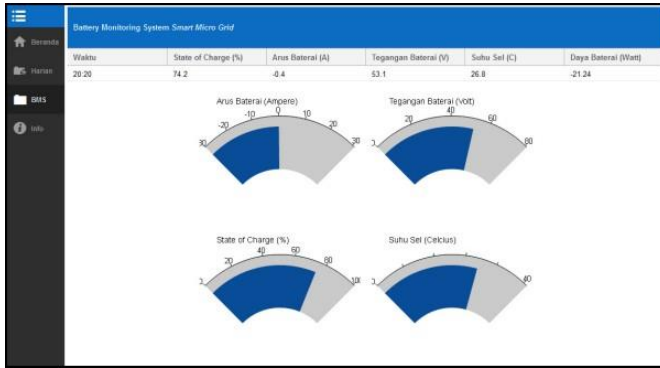 Battery Monitoring System Smart Micro Grid
Beranda
Harian
BMS
Info
Waktu State of Charge (%) Arus Baterai (A) Tegangan Baterai (V) Suhu Sel (C) Daya Baterai (Watt)
20:20 74.2 -0.4 53.1 26.8 -21.24
Arus Baterai (Ampere)
-20 -10 0 10 20 30
Tegangan Baterai (Volt)
20 40 60 80
State of Charge (%)
20 40 60 80 100
Suhu Sel (Celcius)
40